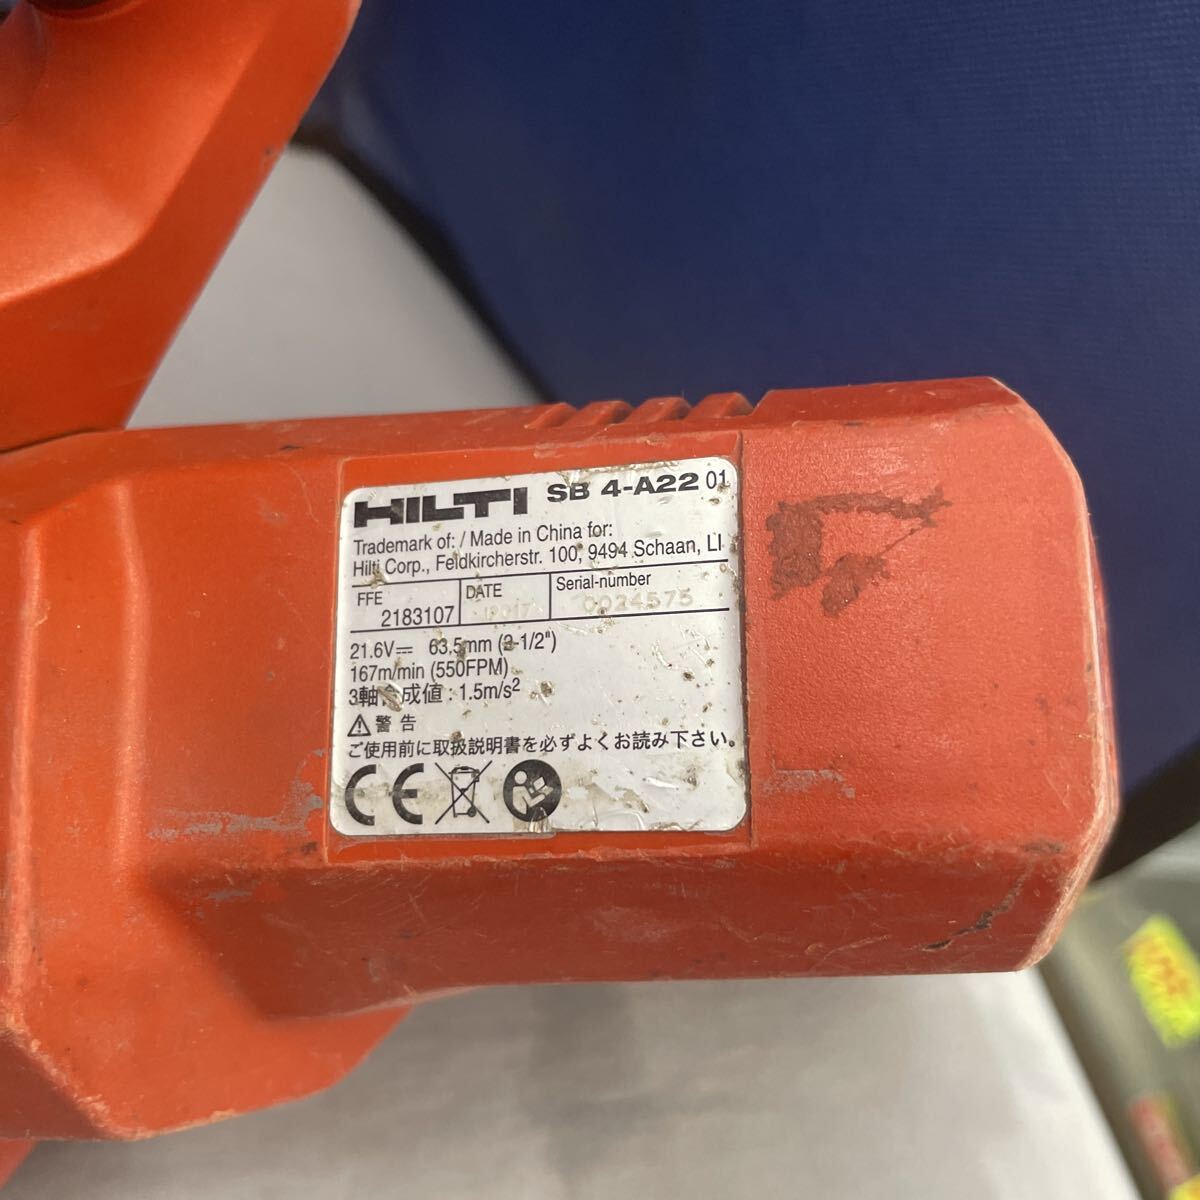 HILTI SB 4-A22 01
Trademark of: / Made in China for:
Hilti Corp., Feldkircherstr. 100, 9494 Schaan, LI
FFE DATE Serial-number
2183107 0024575
21.6V⎓ 63.5mm (2-1/2")
167m/min (550FPM)
3軸合成値 : 1.5m/s²
⚠警告
ご使用前に取扱説明書を必ずよくお読み下さい。
CE